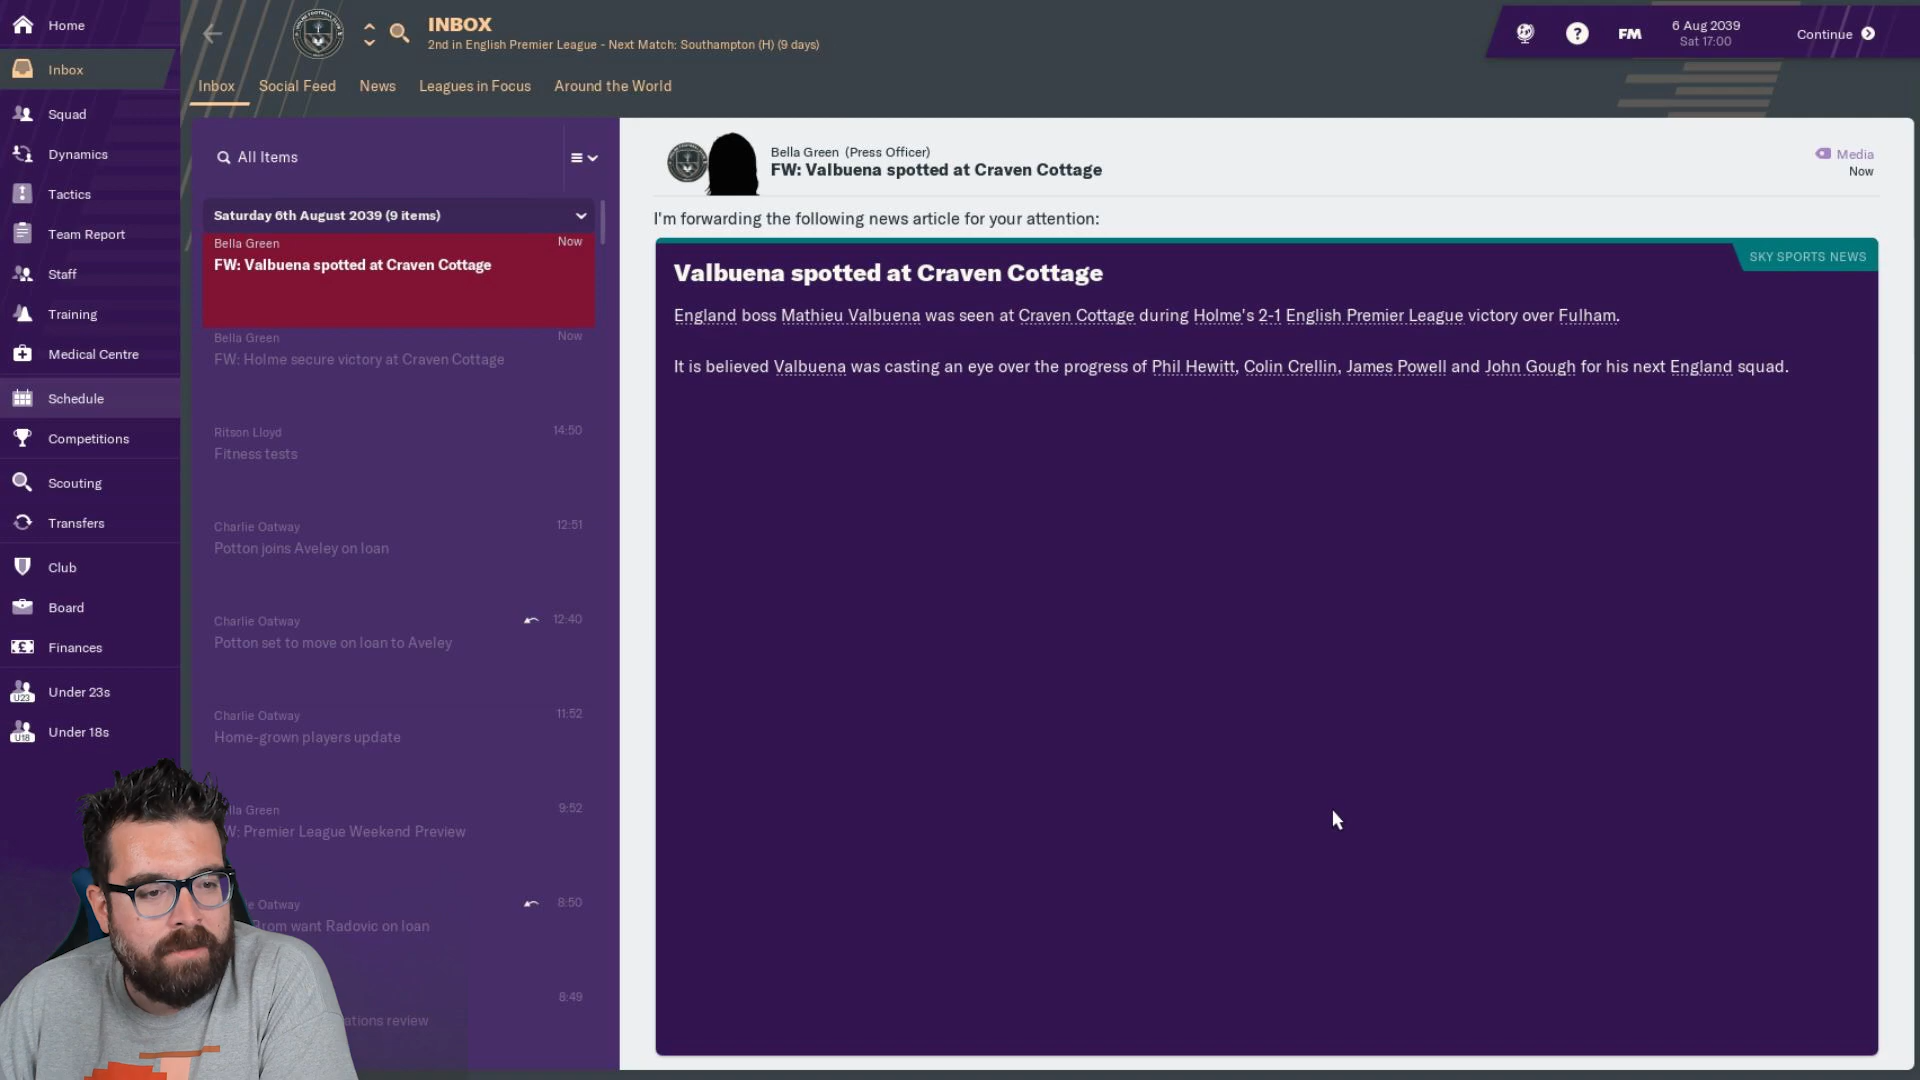 Home
Inbox
Squad
Dynamics
Tactics
Team Report
Staff
Training
Medical Centre
Schedule
Competitions
Scouting
Transfers
Club
Board
Finances
U23
Under 23s
U18
Under 18s
INBOX
2nd in English Premier League - Next Match: Southampton (H) (9 days)
FM
6 Aug 2039
Sat 17:00
Continue
Inbox
Social Feed
News
Leagues in Focus
Around the World
All Items
Saturday 6th August 2039 (9 items)
Bella Green
Now
FW: Valbuena spotted at Craven Cottage
Bella Green
Now
FW: Holme secure victory at Craven Cottage
Ritson Lloyd
14:50
Fitness tests
Charlie Oatway
12:51
Potton joins Aveley on loan
Charlie Oatway
12:40
Potton set to move on loan to Aveley
Charlie Oatway
11:52
Home-grown players update
lla Green
9:52
W: Premier League Weekend Preview
e Oatway
8:50
Brom want Radovic on loan
8:49
ations review
Bella Green (Press Officer)
FW: Valbuena spotted at Craven Cottage
Media
Now
I'm forwarding the following news article for your attention:
SKY SPORTS NEWS
Valbuena spotted at Craven Cottage
England boss Mathieu Valbuena was seen at Craven Cottage during Holme's 2-1 English Premier League victory over Fulham.
It is believed Valbuena was casting an eye over the progress of Phil Hewitt, Colin Crellin, James Powell and John Gough for his next England squad.